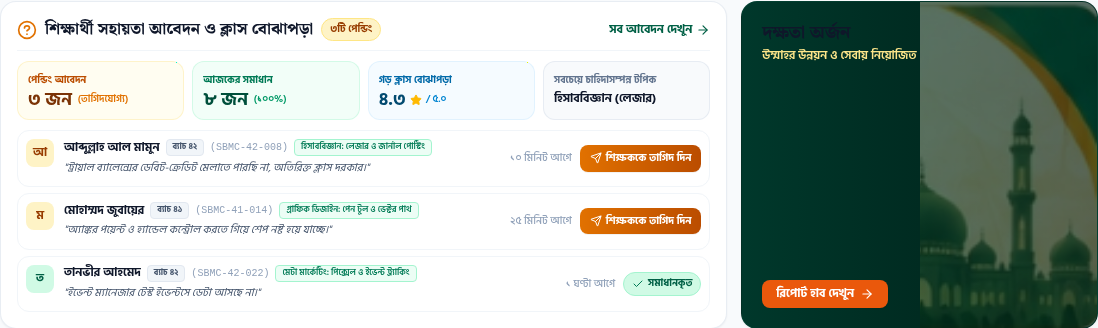 শিক্ষার্থী সহায়তা আবেদন ও ক্লাস বোঝাপড়া ৩টি পেন্ডিং
সব আবেদন দেখুন →
পেন্ডিং আবেদন
৩ জন (তাগিদযোগ্য)
আজকের সমাধান
৮ জন (১০০%)
গড় ক্লাস বোঝাপড়া
৪.৩ / ৫.০
সবচেয়ে চাহিদাসম্পন্ন টপিক
হিসাববিজ্ঞান (লেজার)
আ
আব্দুল্লাহ আল মামুন ব্যাচ ৪২ (SBMC-42-008) হিসাববিজ্ঞান: লেজার ও জার্নাল পোস্টিং
"ট্রায়াল ব্যালেন্সের ডেবিট-ক্রেডিট মেলাতে পারছি না, অতিরিক্ত ক্লাস দরকার।"
১০ মিনিট আগে
শিক্ষককে তাগিদ দিন
ম
মোহাম্মদ জুবায়ের ব্যাচ ৪১ (SBMC-41-014) গ্রাফিক ডিজাইন: পেন টুল ও ভেক্টর পাথ
"অ্যাঙ্কর পয়েন্ট ও হ্যান্ডেল কন্ট্রোল করতে গিয়ে শেপ নষ্ট হয়ে যাচ্ছে।"
২৫ মিনিট আগে
শিক্ষককে তাগিদ দিন
ত
তানভীর আহমেদ ব্যাচ ৪২ (SBMC-42-022) মেটা মার্কেটিং: পিক্সেল ও ইভেন্ট ট্র্যাকিং
"ইভেন্ট ম্যানেজার টেস্ট ইভেন্টসে ডেটা আসছে না।"
১ ঘণ্টা আগে
সমাধানকৃত
দক্ষতা অর্জন
উম্মাহর উন্নয়ন ও সেবায় নিয়োজিত
রিপোর্ট হাব দেখুন →